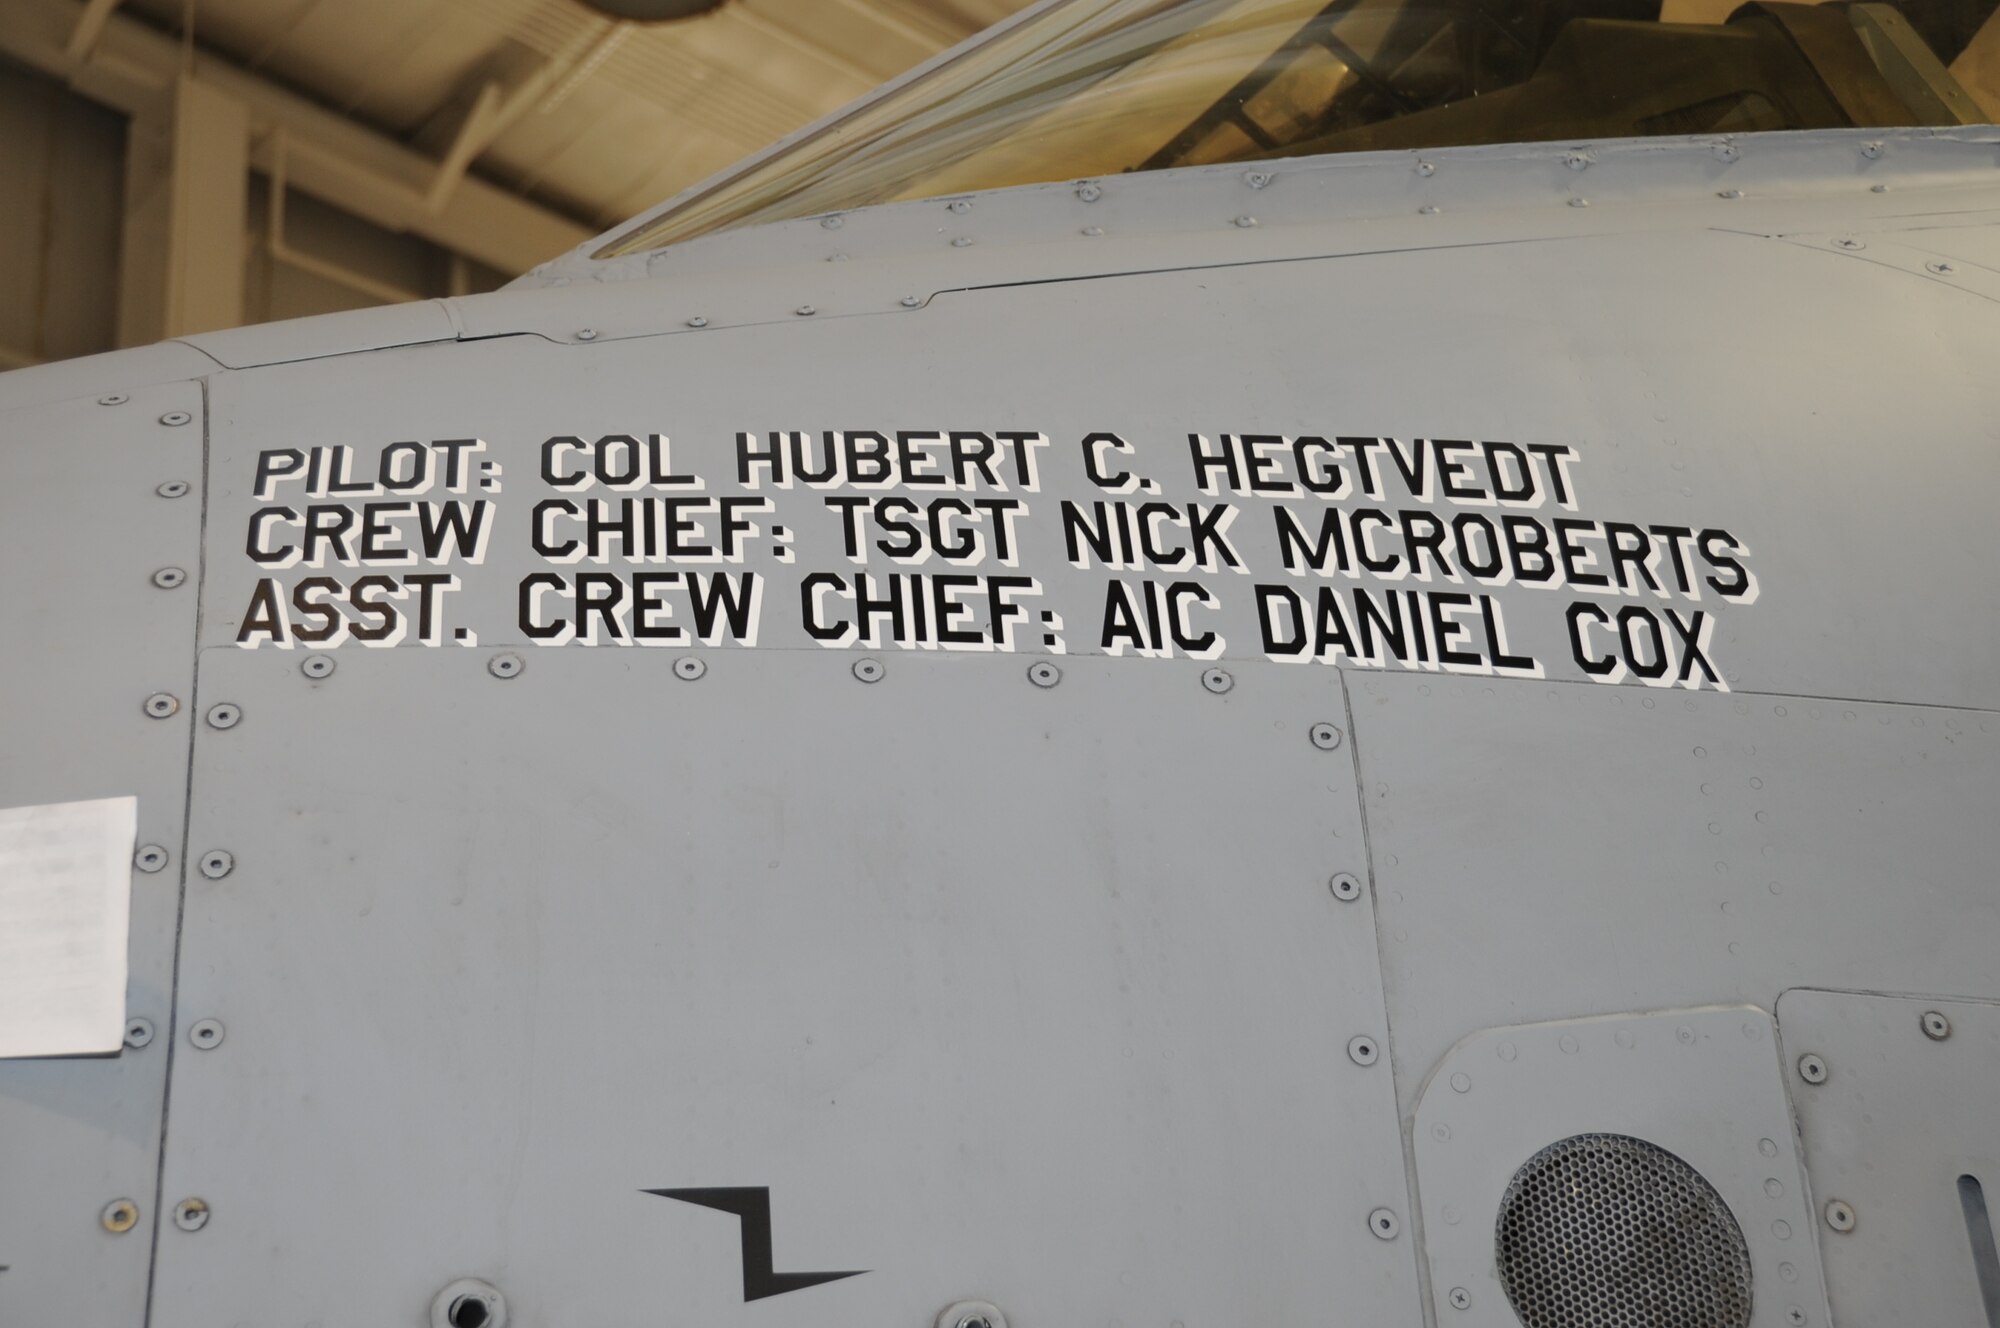 PILOT: COL HUBERT C. HEGTVEDT
CREW CHIEF: TSGT NICK MCROBERTS
ASST. CREW CHIEF: AIC DANIEL COX